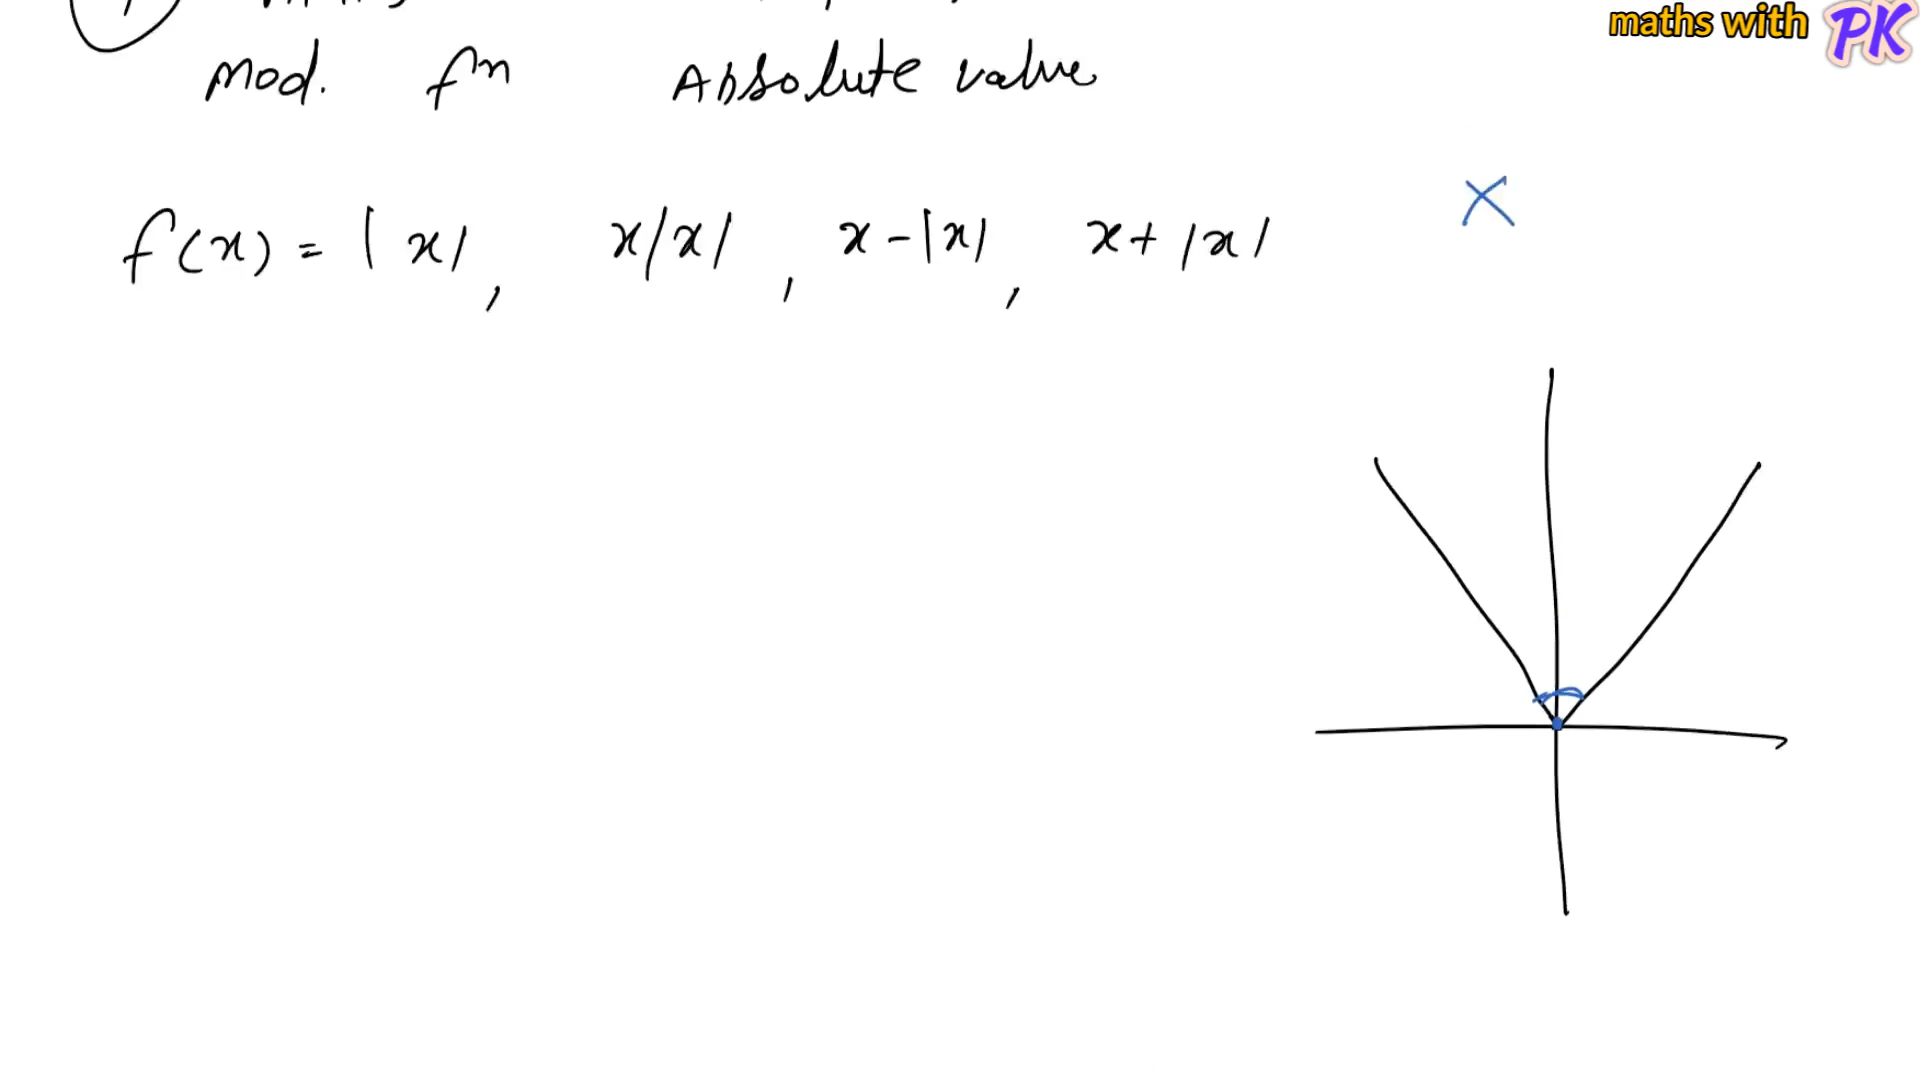 maths with PK
mod. fn Absolute value
f(x) = |x|, x|x|, x-|x|, x+|x|